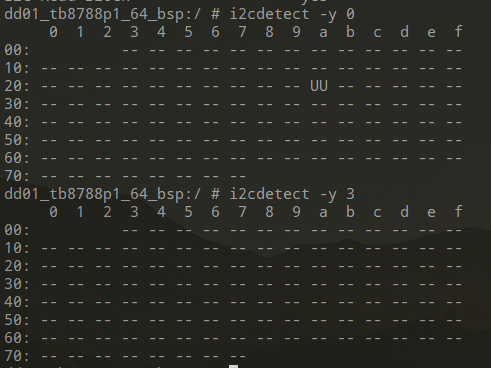 dd01_tb8788p1_64_bsp:/ # i2cdetect -y 0
     0  1  2  3  4  5  6  7  8  9  a  b  c  d  e  f
00:          -- -- -- -- -- -- -- -- -- -- -- -- --
10: -- -- -- -- -- -- -- -- -- -- -- -- -- -- -- --
20: -- -- -- -- -- -- -- -- -- -- UU -- -- -- -- --
30: -- -- -- -- -- -- -- -- -- -- -- -- -- -- -- --
40: -- -- -- -- -- -- -- -- -- -- -- -- -- -- -- --
50: -- -- -- -- -- -- -- -- -- -- -- -- -- -- -- --
60: -- -- -- -- -- -- -- -- -- -- -- -- -- -- -- --
70: -- -- -- -- -- -- -- --
dd01_tb8788p1_64_bsp:/ # i2cdetect -y 3
     0  1  2  3  4  5  6  7  8  9  a  b  c  d  e  f
00:          -- -- -- -- -- -- -- -- -- -- -- -- --
10: -- -- -- -- -- -- -- -- -- -- -- -- -- -- -- --
20: -- -- -- -- -- -- -- -- -- -- -- -- -- -- -- --
30: -- -- -- -- -- -- -- -- -- -- -- -- -- -- -- --
40: -- -- -- -- -- -- -- -- -- -- -- -- -- -- -- --
50: -- -- -- -- -- -- -- -- -- -- -- -- -- -- -- --
60: -- -- -- -- -- -- -- -- -- -- -- -- -- -- -- --
70: -- -- -- -- -- -- -- --